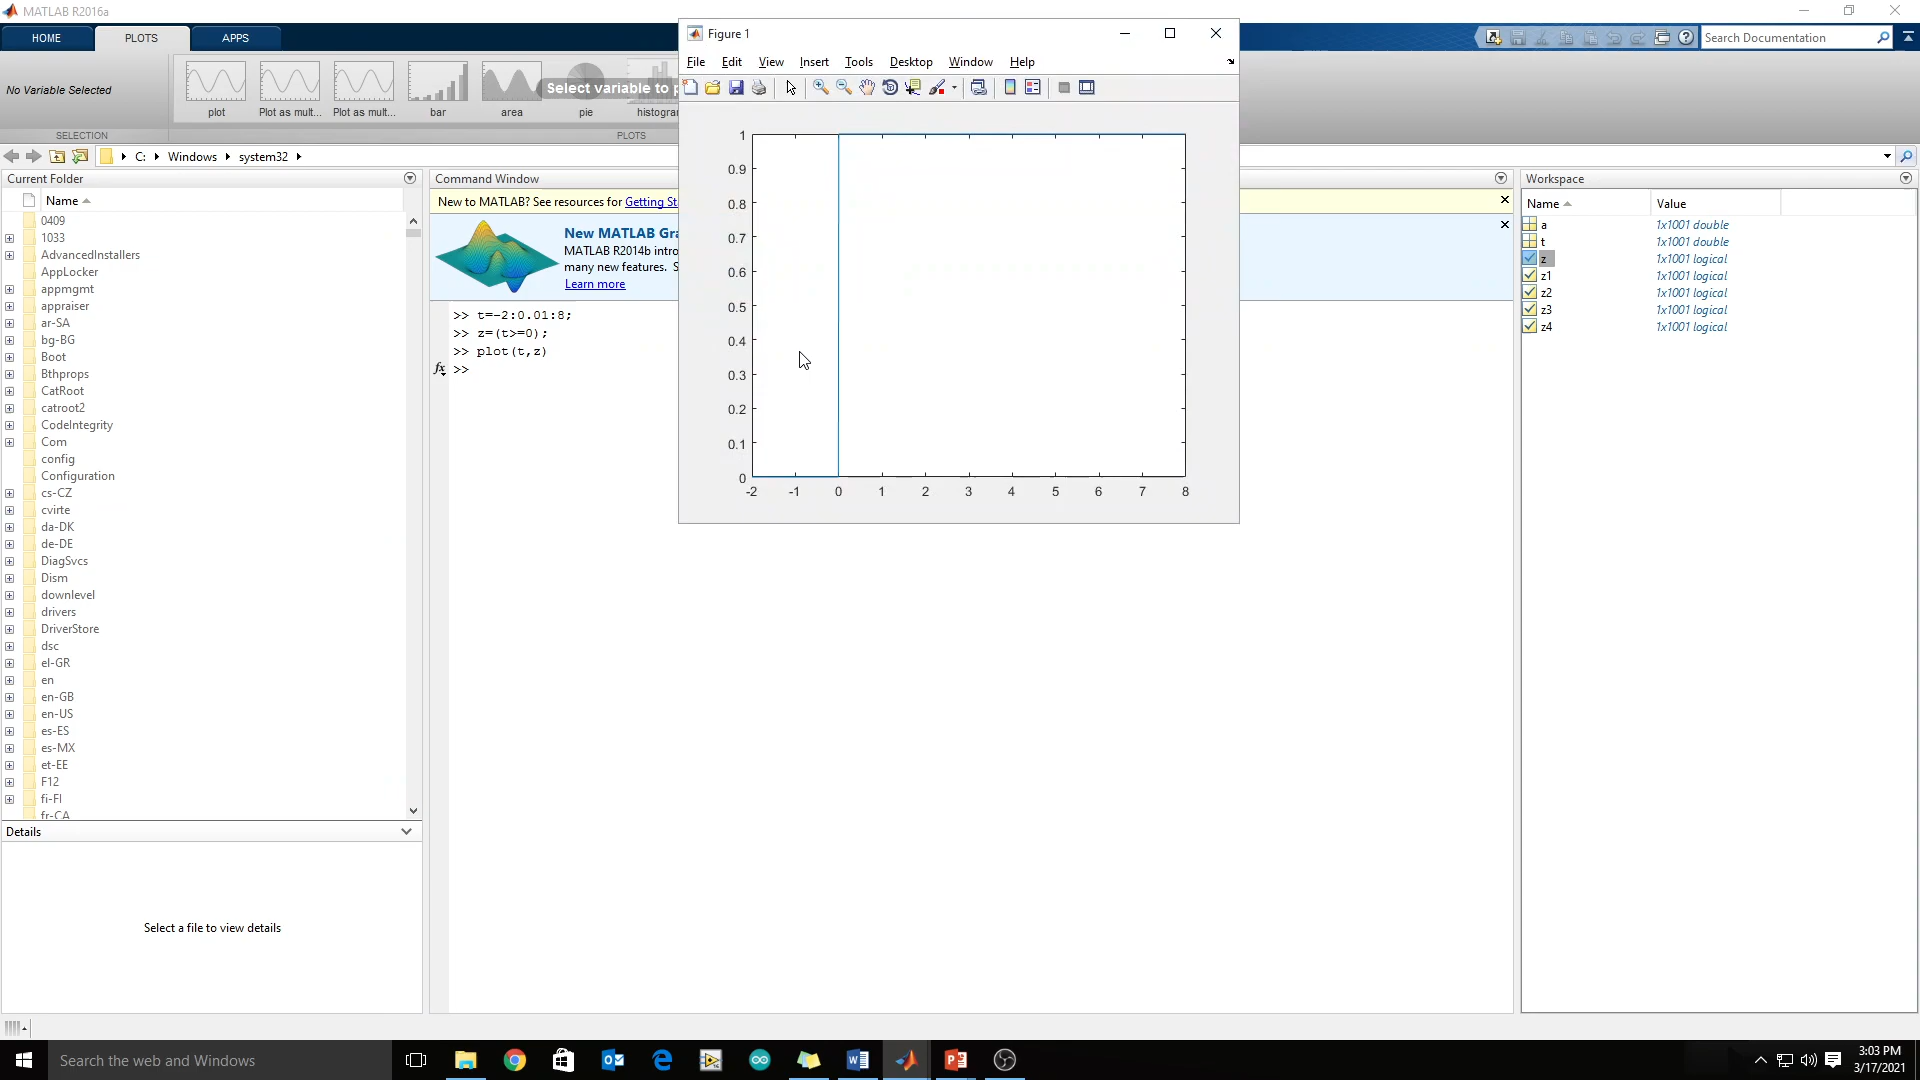 MATLAB R2016a
HOME
PLOTS
APPS
Search Documentation
No Variable Selected
plot
Plot as mult...
Plot as mult...
bar
area
Select variable to p
pie
histogra
SELECTION
PLOTS
C:
Windows
system32
Figure 1
File
Edit
View
Insert
Tools
Desktop
Window
Help
1
0.9
0.8
0.7
0.6
0.5
0.4
0.3
0.2
0.1
0
-2
-1
0
1
2
3
4
5
6
7
8
Current Folder
Name
0409
1033
AdvancedInstallers
AppLocker
appmgmt
appraiser
ar-SA
bg-BG
Boot
Bthprops
CatRoot
catroot2
CodeIntegrity
Com
config
Configuration
cs-CZ
cvirte
da-DK
de-DE
DiagSvcs
Dism
downlevel
drivers
DriverStore
dsc
el-GR
en
en-GB
en-US
es-ES
es-MX
et-EE
F12
fi-FI
fr-CA
Details
Select a file to view details
Command Window
New to MATLAB? See resources for Getting St
New MATLAB Gra
MATLAB R2014b intro
many new features. S
Learn more
>> t=-2:0.01:8;
>> z=(t>=0);
>> plot(t,z)
fx >>
Workspace
Name
Value
a 1x1001 double
t 1x1001 double
z 1x1001 logical
z1 1x1001 logical
z2 1x1001 logical
z3 1x1001 logical
z4 1x1001 logical
Search the web and Windows
3:03 PM
3/17/2021